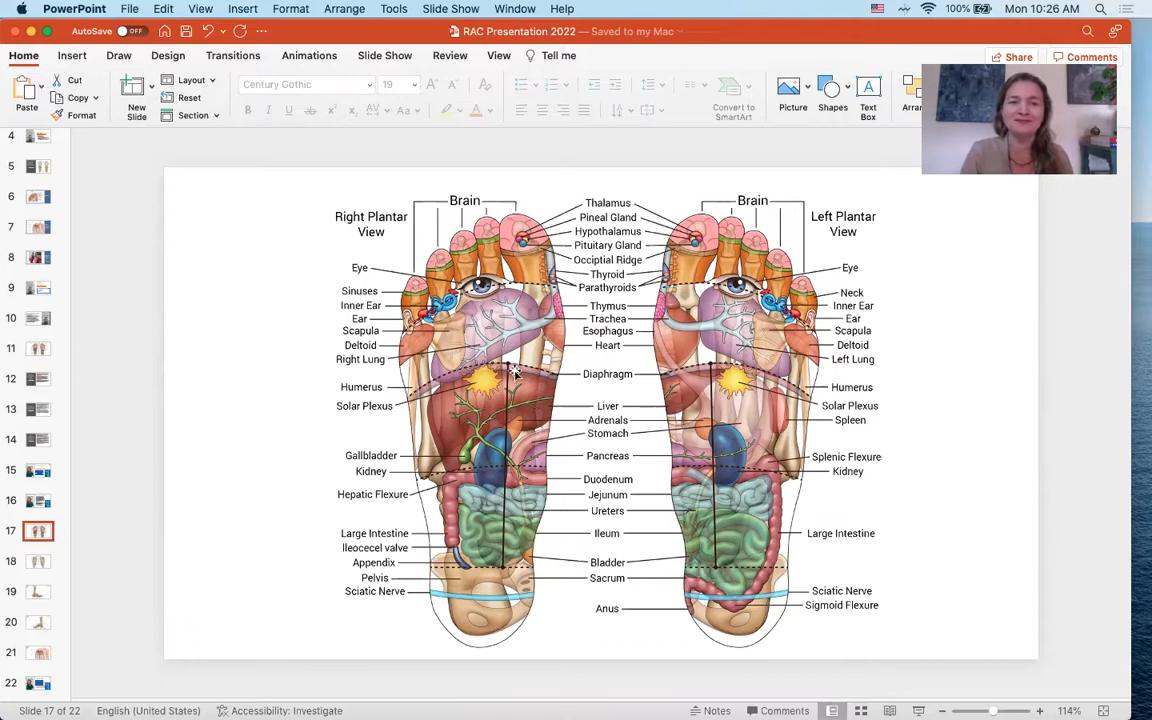 PowerPoint File Edit View Insert Format Arrange Tools Slide Show Window Help 100% Mon 10:26 AM
AutoSave OFF RAC Presentation 2022 — Saved to my Mac
Home Insert Draw Design Transitions Animations Slide Show Review View Tell me Share Comments
Paste Cut Copy Format New Slide Layout Reset Section Century Gothic 19 Convert to SmartArt Picture Shapes Text Box
4
5
6
7
8
9
10
11
12
13
14
15
16
17
18
19
20
21
22
Right Plantar
View
Brain
Eye
Sinuses
Inner Ear
Ear
Scapula
Deltoid
Right Lung
Humerus
Solar Plexus
Gallbladder
Kidney
Hepatic Flexure
Large Intestine
Ileocecel valve
Appendix
Pelvis
Sciatic Nerve
Thalamus
Pineal Gland
Hypothalamus
Pituitary Gland
Occiptial Ridge
Thyroid
Parathyroids
Thymus
Trachea
Esophagus
Heart
Diaphragm
Liver
Adrenals
Stomach
Pancreas
Duodenum
Jejunum
Ureters
Ileum
Bladder
Sacrum
Anus
Brain
Left Plantar
View
Eye
Neck
Inner Ear
Ear
Scapula
Deltoid
Left Lung
Humerus
Solar Plexus
Spleen
Splenic Flexure
Kidney
Large Intestine
Sciatic Nerve
Sigmoid Flexure
Slide 17 of 22 English (United States) Accessibility: Investigate Notes Comments 114%